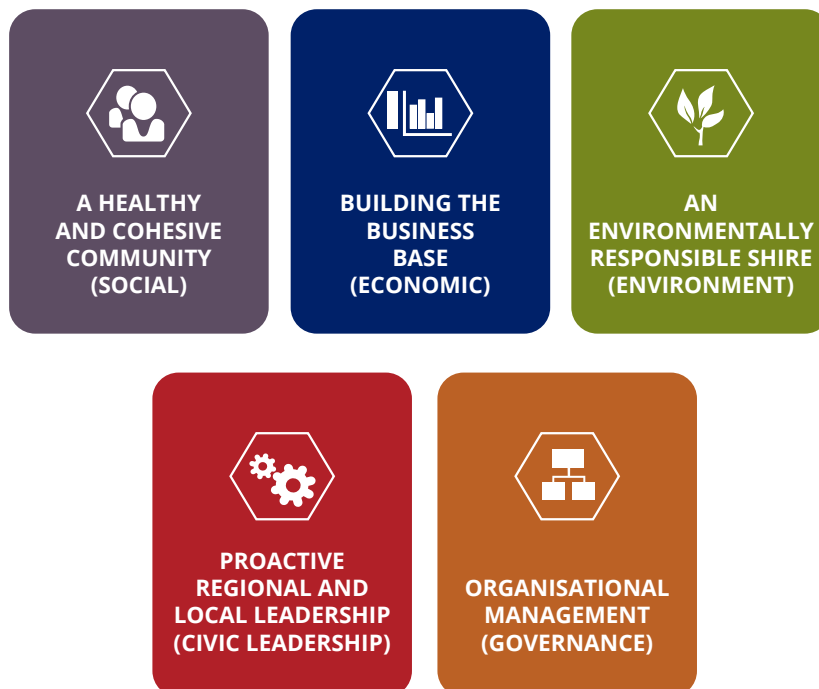 A HEALTHY
AND COHESIVE
COMMUNITY
(SOCIAL)
BUILDING THE
BUSINESS
BASE
(ECONOMIC)
AN
ENVIRONMENTALLY
RESPONSIBLE SHIRE
(ENVIRONMENT)
PROACTIVE
REGIONAL AND
LOCAL LEADERSHIP
(CIVIC LEADERSHIP)
ORGANISATIONAL
MANAGEMENT
(GOVERNANCE)